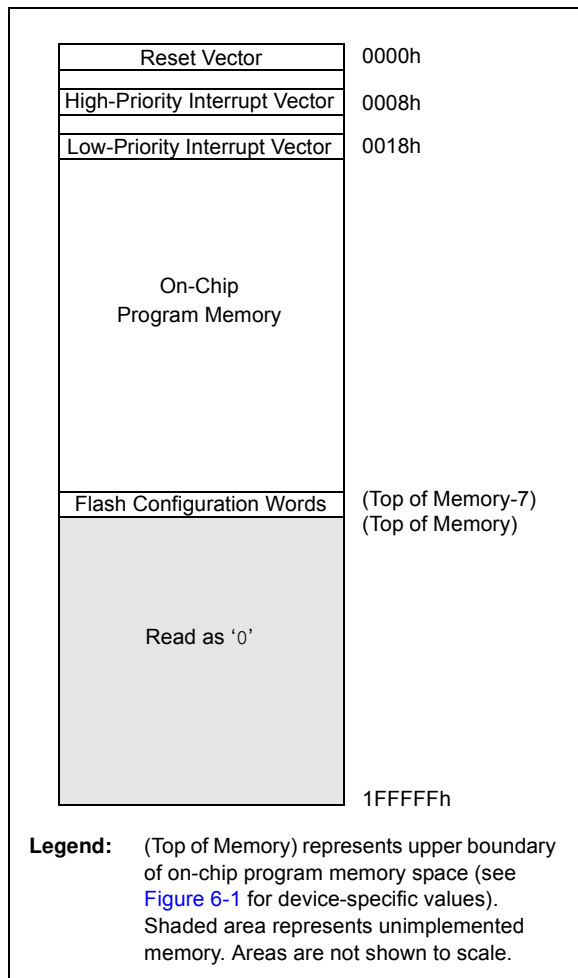 Reset Vector 0000h
High-Priority Interrupt Vector 0008h
Low-Priority Interrupt Vector 0018h
On-Chip
Program Memory
Flash Configuration Words (Top of Memory-7)
(Top of Memory)
Read as ‘0’
1FFFFFh
Legend: (Top of Memory) represents upper boundary
of on-chip program memory space (see
Figure 6-1 for device-specific values).
Shaded area represents unimplemented
memory. Areas are not shown to scale.